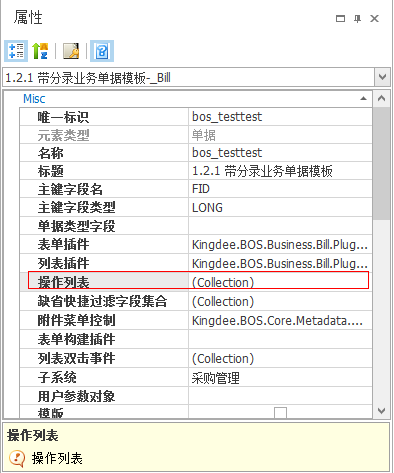 属性
1.2.1 带分录业务单据模板-_Bill
Misc
唯一标识 bos_testtest
元素类型 单据
名称 bos_testtest
标题 1.2.1 带分录业务单据模板
主键字段名 FID
主键字段类型 LONG
单据类型字段
表单插件 Kingdee.BOS.Business.Bill.Plug...
列表插件 Kingdee.BOS.Business.Bill.Plug...
操作列表 (Collection)
缺省快捷过滤字段集合 (Collection)
附件菜单控制 Kingdee.BOS.Core.Metadata....
表单构建插件
列表双击事件 (Collection)
子系统 采购管理
用户参数对象
模版
操作列表
操作列表